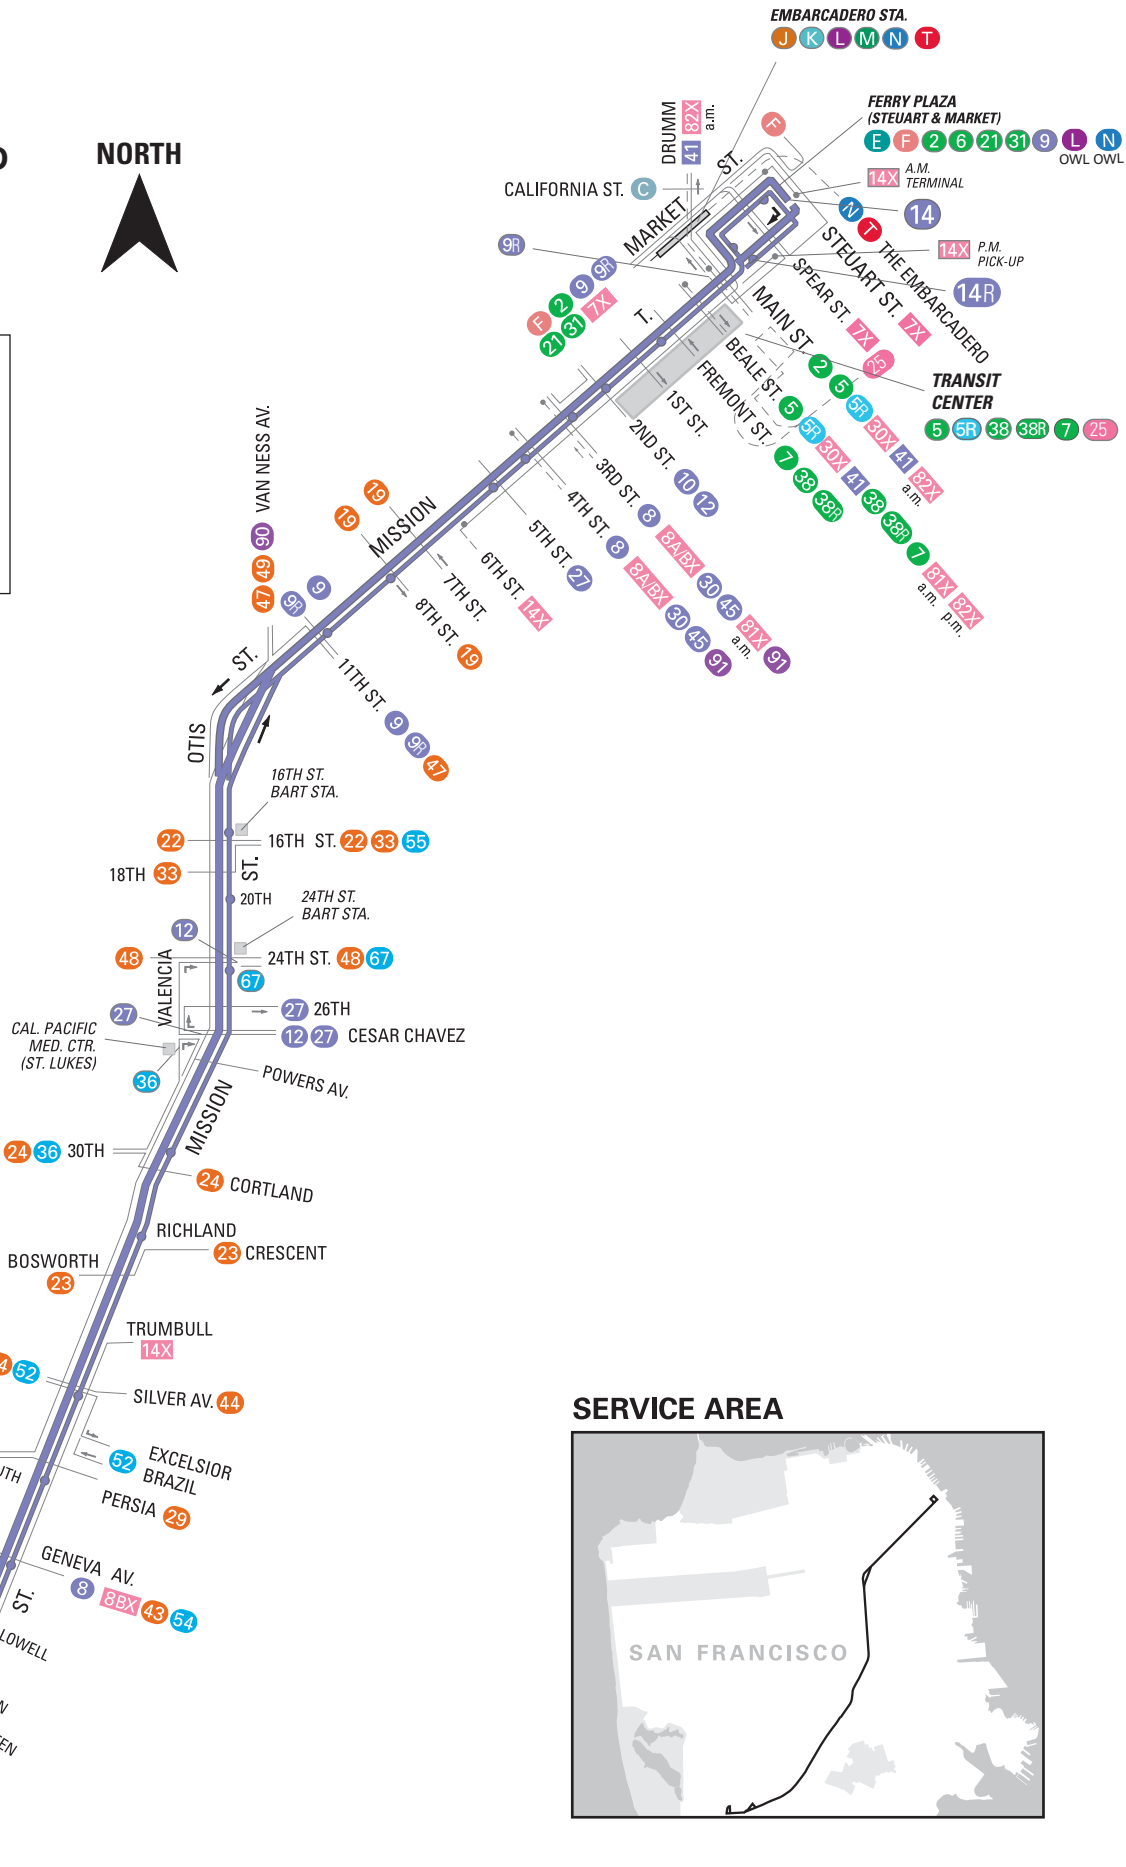 EMBARCADERO STA.
J K L M N T
FERRY PLAZA
(STEUART & MARKET)
E F 2 6 21 31 9 L N
OWL OWL
NORTH
DRUMM
41 82X
a.m.
F
ST.
14X A.M.
TERMINAL
CALIFORNIA ST. C
14
MARKET
N T THE EMBARCADERO
9R
STEUART ST. 7X
14X P.M.
PICK-UP
14R
SPEAR ST. 7X 25
MAIN ST. 2 5 5R 30X 41 82X
a.m.
F 2 9 9R
21 31 7X
T.
BEALE ST. 5 5R 30X 41 38 38R 7 81X 82X
a.m. p.m.
FREMONT ST. 7 38 38R
1ST ST.
TRANSIT
CENTER
5 5R 38 38R 7 25
2ND ST. 10 12
3RD ST. 8 8A/BX 30 45 81X 91
a.m.
4TH ST. 8 8A/BX 30 45 91
5TH ST. 27
6TH ST. 14X
7TH ST.
8TH ST. 19
19
19
MISSION
VAN NESS AV.
90
47 49
9R 9
11TH ST. 9 9R 47
ST.
OTIS
16TH ST.
BART STA.
22
16TH ST. 22 33 55
18TH 33
ST.
20TH
24TH ST.
BART STA.
12
48
24TH ST. 48 67
67
VALENCIA
27
27 26TH
12 27 CESAR CHAVEZ
CAL. PACIFIC
MED. CTR.
(ST. LUKES)
36
POWERS AV.
MISSION
24 36 30TH
24 CORTLAND
RICHLAND
23 CRESCENT
BOSWORTH
23
TRUMBULL
14X
52
SILVER AV. 44
52 EXCELSIOR
BRAZIL
PERSIA 29
GENEVA AV.
8 8BX 43 54
ST.
LOWELL
SERVICE AREA
SAN FRANCISCO